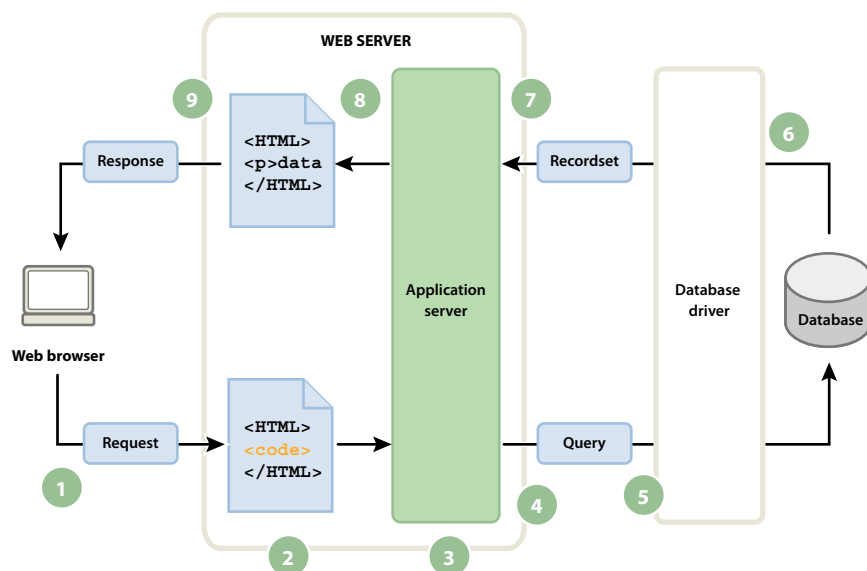 WEB SERVER
9
8
7
6
<HTML>
<p>data
</HTML>
Response
Recordset
Application
server
Database
driver
Database
Web browser
Request
<HTML>
<code>
</HTML>
Query
1
2
3
4
5